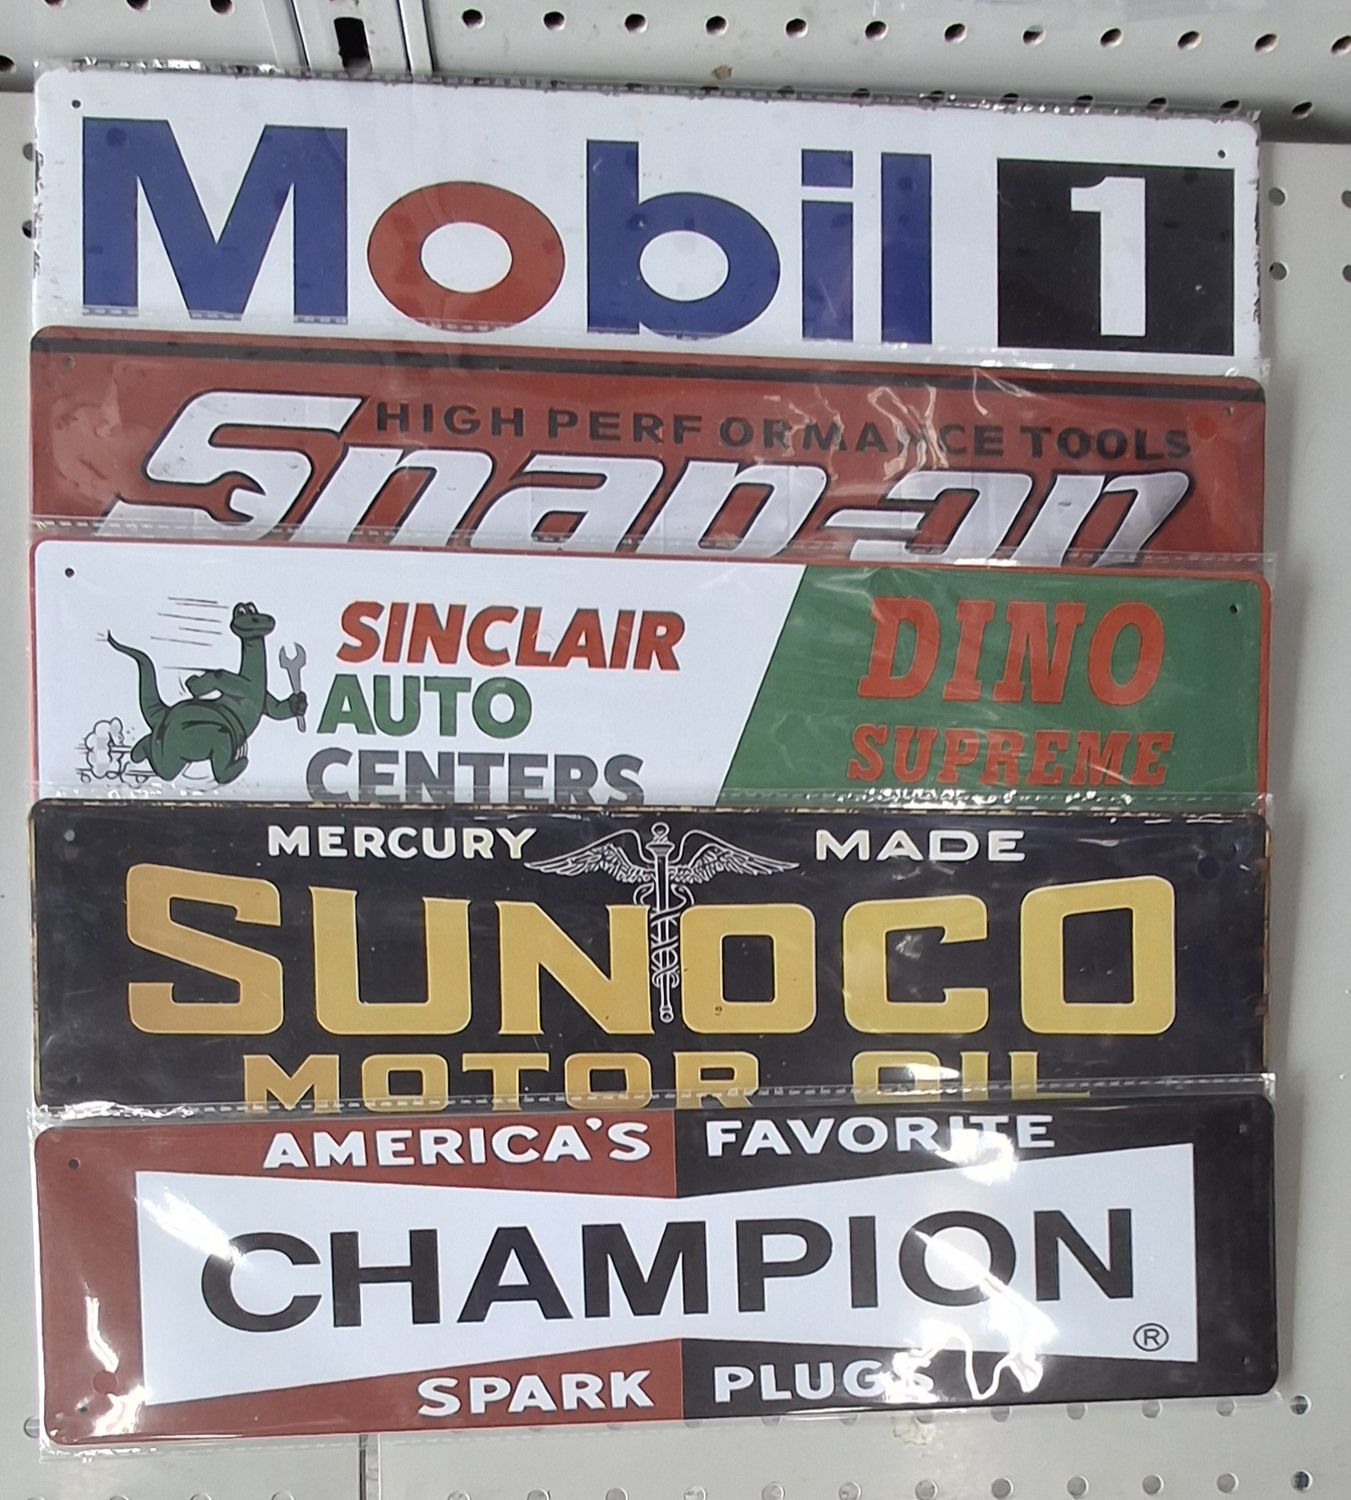 Mobil 1
HIGH PERFORMANCE TOOLS
Snap-on
SINCLAIR
AUTO
CENTERS
DINO
SUPREME
MERCURY MADE
SUNOCO
MOTOR OIL
AMERICA'S FAVORITE
CHAMPION
®
SPARK PLUGS